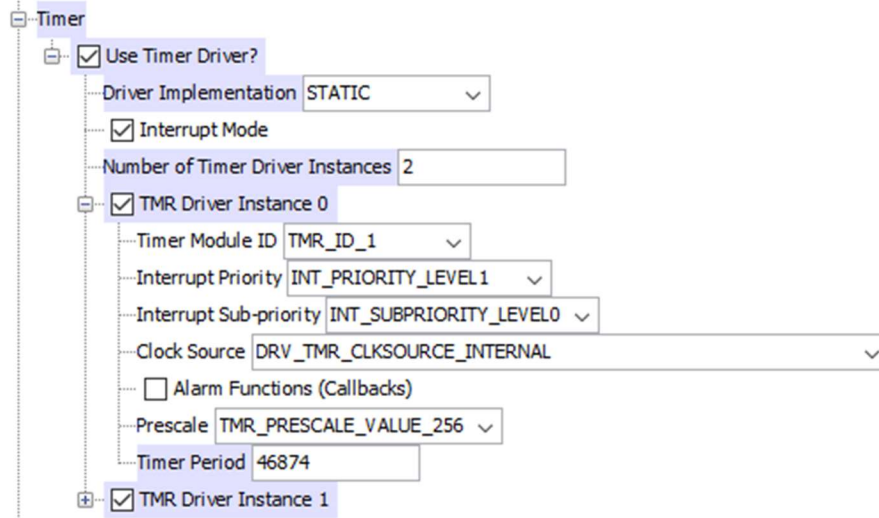 Timer
Use Timer Driver?
Driver Implementation STATIC
Interrupt Mode
Number of Timer Driver Instances 2
TMR Driver Instance 0
Timer Module ID TMR_ID_1
Interrupt Priority INT_PRIORITY_LEVEL1
Interrupt Sub-priority INT_SUBPRIORITY_LEVEL0
Clock Source DRV_TMR_CLKSOURCE_INTERNAL
Alarm Functions (Callbacks)
Prescale TMR_PRESCALE_VALUE_256
Timer Period 46874
TMR Driver Instance 1